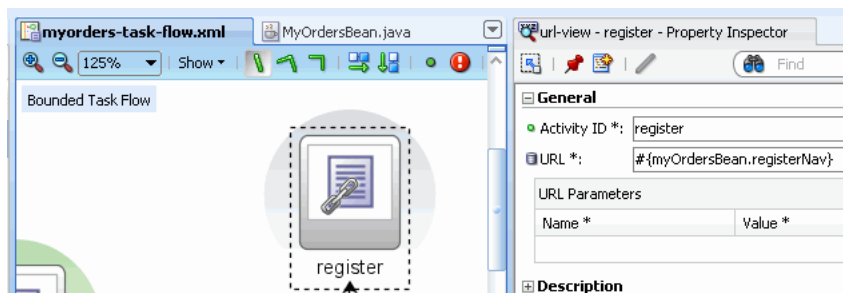 myorders-task-flow.xml
MyOrdersBean.java
125%
Show
Bounded Task Flow
register
url-view - register - Property Inspector
Find
General
Activity ID *: register
URL *: #{myOrdersBean.registerNav}
URL Parameters
Name * Value *
Description